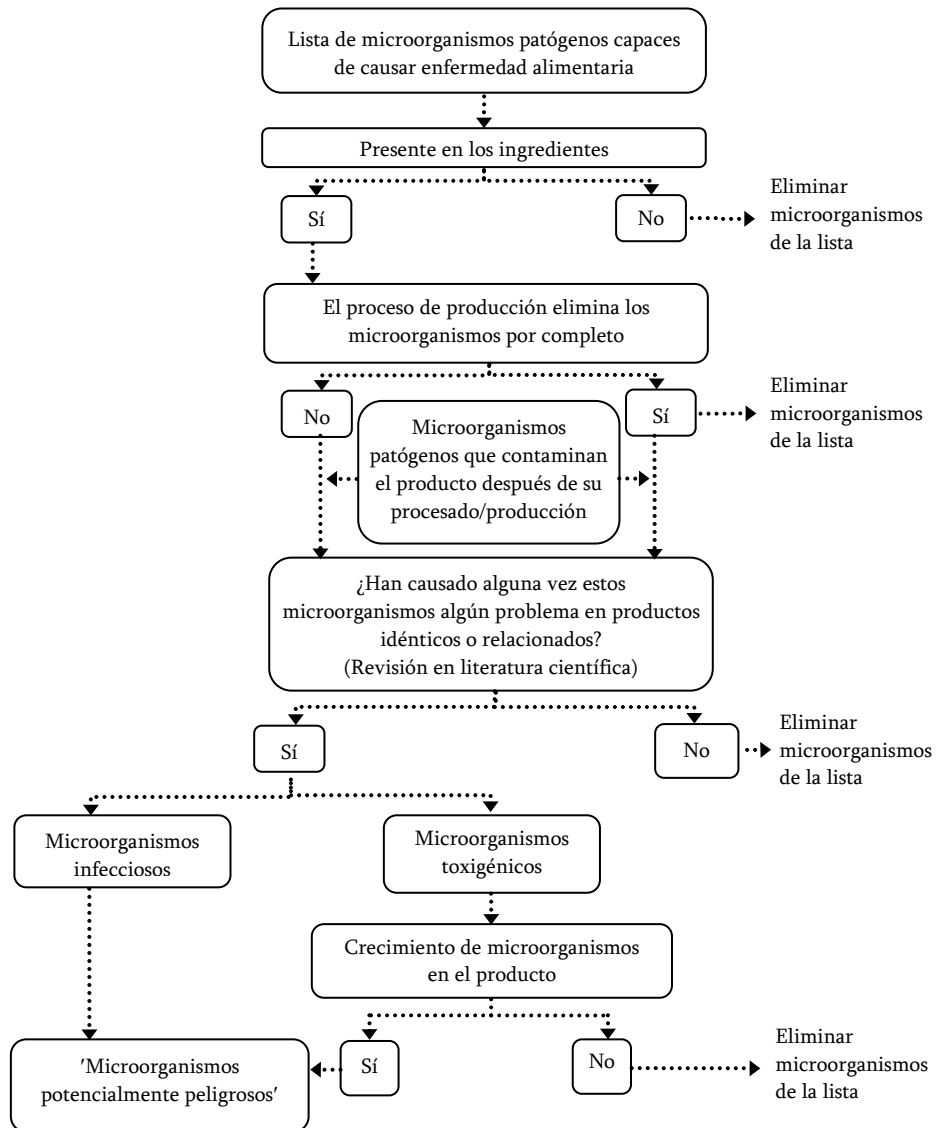 Lista de microorganismos patógenos capaces
de causar enfermedad alimentaria
Presente en los ingredientes
Sí
No
Eliminar
microorganismos
de la lista
El proceso de producción elimina los
microorganismos por completo
No
Sí
Eliminar
microorganismos
de la lista
Microorganismos
patógenos que contaminan
el producto después de su
procesado/producción
¿Han causado alguna vez estos
microorganismos algún problema en productos
idénticos o relacionados?
(Revisión en literatura científica)
Sí
No
Eliminar
microorganismos
de la lista
Microorganismos
infecciosos
Microorganismos
toxigénicos
Crecimiento de microorganismos
en el producto
'Microorganismos
potencialmente peligrosos'
Sí
No
Eliminar
microorganismos
de la lista